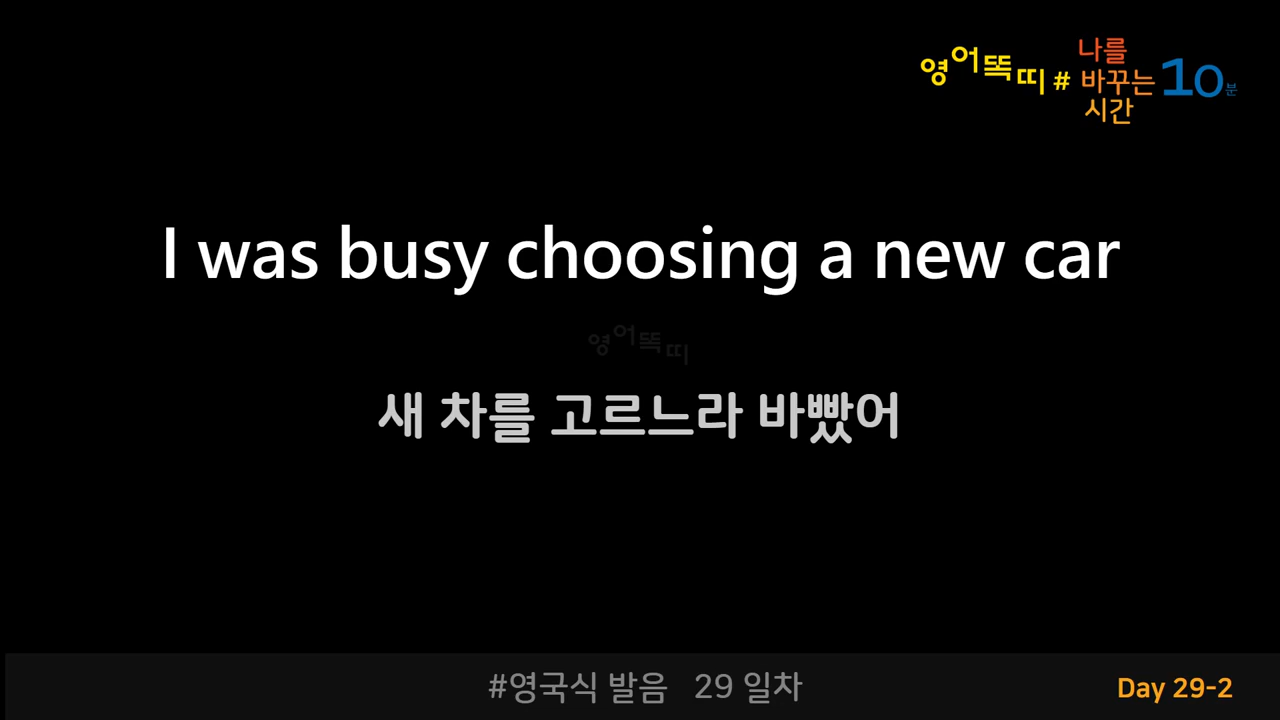 영어똑띠 # 나를 바꾸는 시간 10분
I was busy choosing a new car
영어똑띠
새 차를 고르느라 바빴어
#영국식 발음 29 일차
Day 29-2